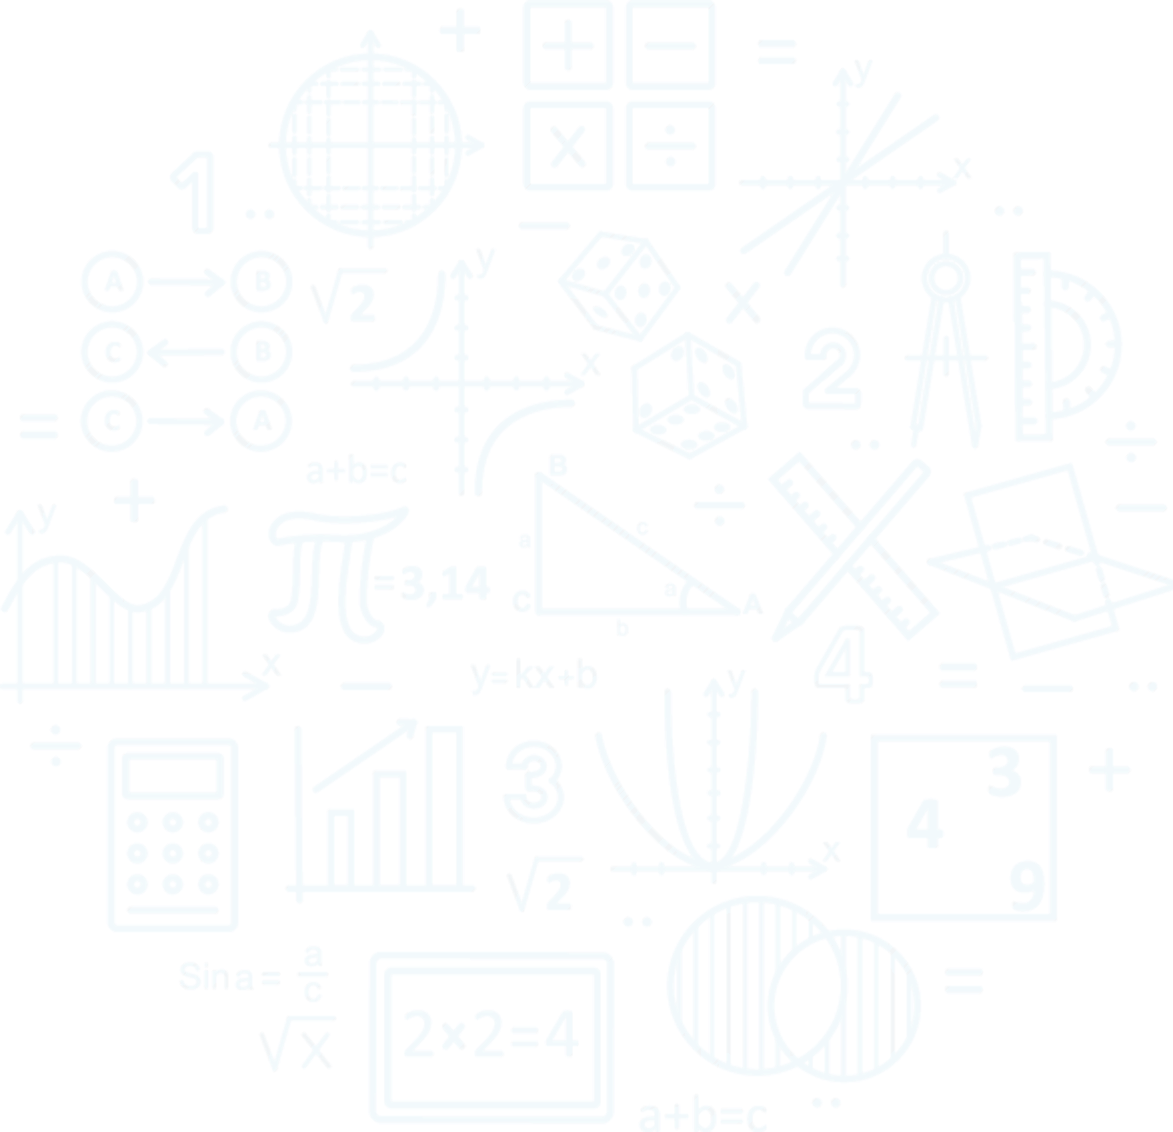 + + − =
y
x ÷
x
1
− y
A B
√2 2 x
C B
x
C A
=
÷
a+b=c B
+ ÷
y c −
a
=3,14
a
C A
b
x
y=kx+b 4 =
− y −
÷
3 3
+
4
x
√2 9
a
Sin a = =
c
2×2=4
√x
a+b=c